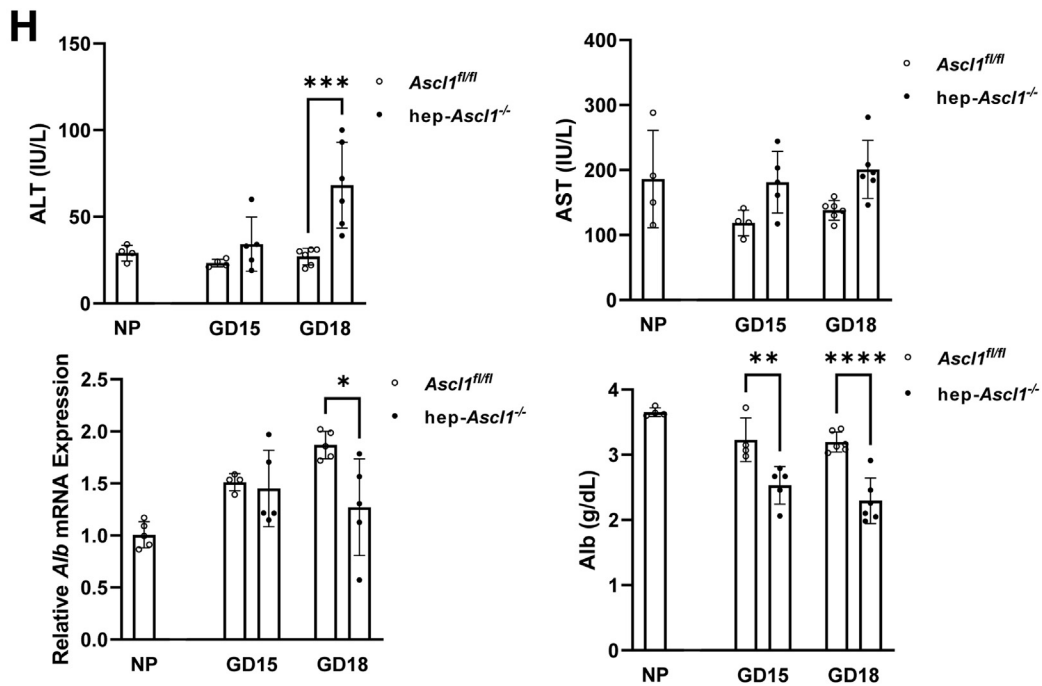 H
ALT (IU/L)
150
100
50
0
***
Ascl1fl/fl
hep-Ascl1-/-
NP GD15 GD18
AST (IU/L)
400
300
200
100
0
Ascl1fl/fl
hep-Ascl1-/-
NP GD15 GD18
Relative Alb mRNA Expression
2.5
2.0
1.5
1.0
0.5
0.0
*
Ascl1fl/fl
hep-Ascl1-/-
NP GD15 GD18
Alb (g/dL)
4
3
2
1
0
** ****
Ascl1fl/fl
hep-Ascl1-/-
NP GD15 GD18